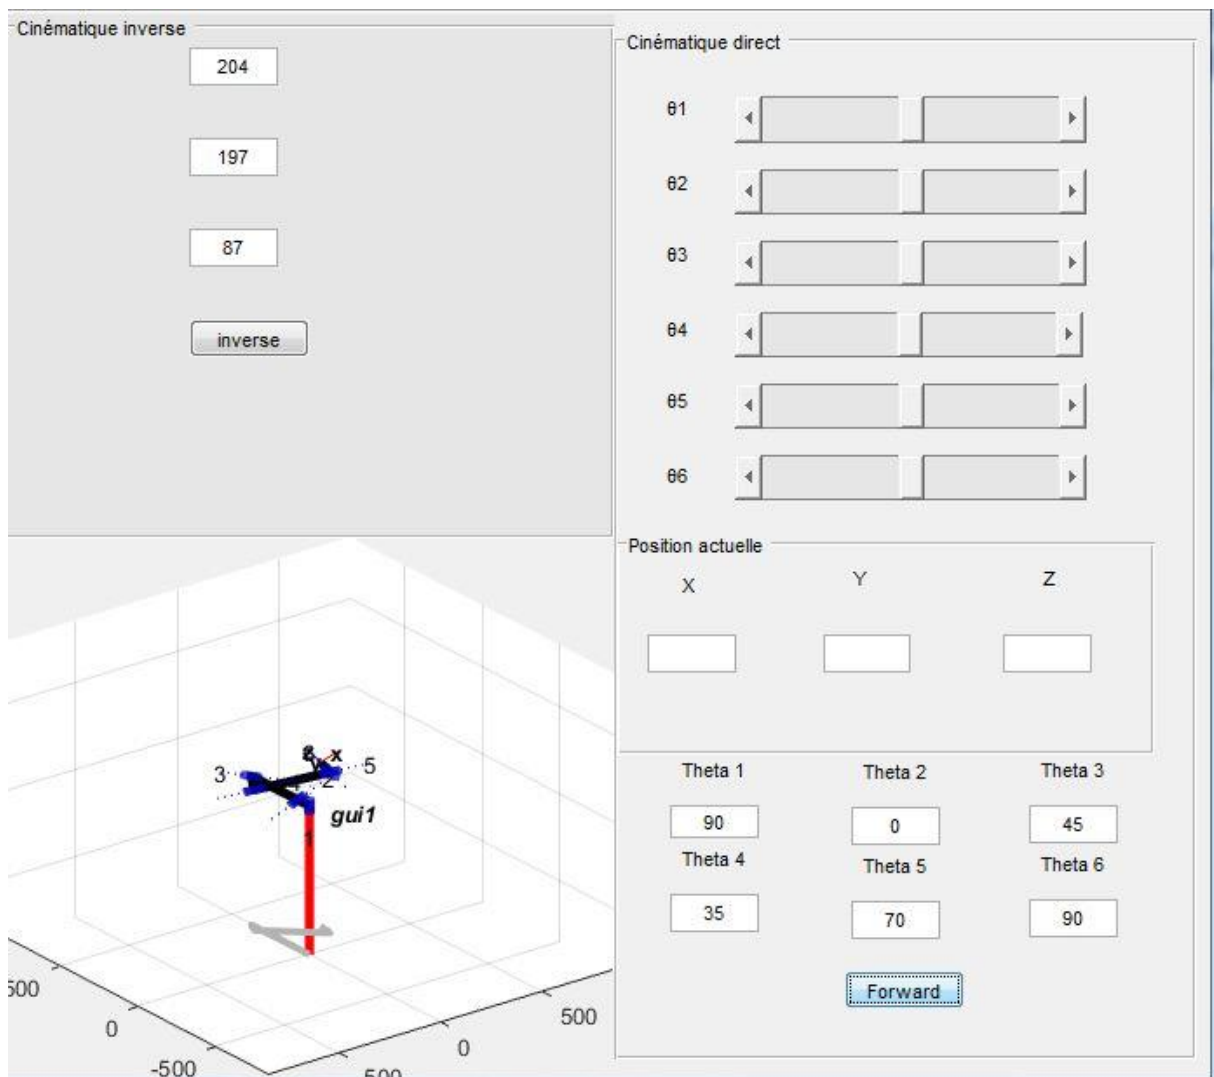 Cinématique inverse
204
197
87
inverse
Cinématique direct
θ1
θ2
θ3
θ4
θ5
θ6
Position actuelle
X Y Z
Theta 1 Theta 2 Theta 3
90 0 45
Theta 4 Theta 5 Theta 6
35 70 90
Forward
x
3 5
2
gui1
1
500
0
-500
0
500